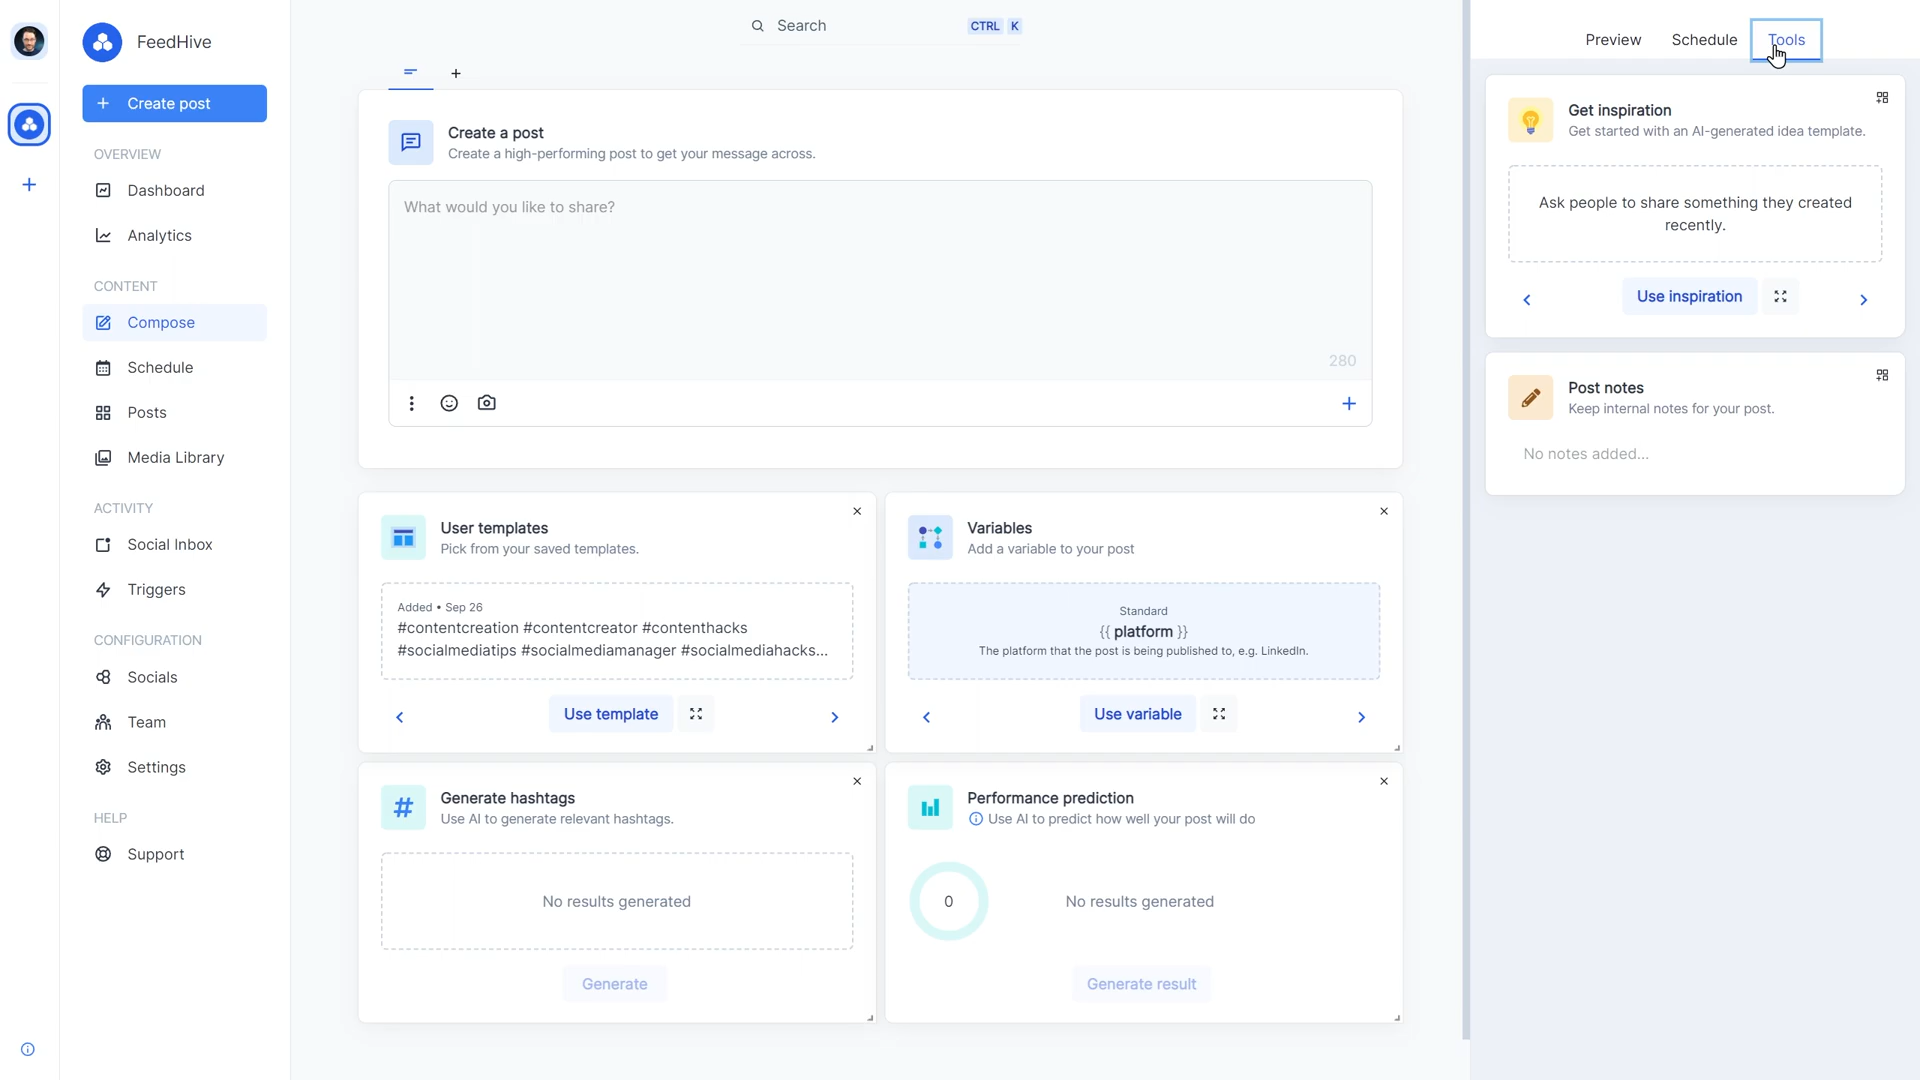 FeedHive
Create post
OVERVIEW
Dashboard
Analytics
CONTENT
Compose
Schedule
Posts
Media Library
ACTIVITY
Social Inbox
Triggers
CONFIGURATION
Socials
Team
Settings
HELP
Support
Search CTRL K
Create a post
Create a high-performing post to get your message across.
What would you like to share?
280
User templates
Pick from your saved templates.
Added • Sep 26
#contentcreation #contentcreator #contenthacks
#socialmediatips #socialmediamanager #socialmediahacks...
Use template
Variables
Add a variable to your post
Standard
{{ platform }}
The platform that the post is being published to, e.g. LinkedIn.
Use variable
Generate hashtags
Use AI to generate relevant hashtags.
No results generated
Generate
Performance prediction
Use AI to predict how well your post will do
0
No results generated
Generate result
Preview Schedule Tools
Get inspiration
Get started with an AI-generated idea template.
Ask people to share something they created
recently.
Use inspiration
Post notes
Keep internal notes for your post.
No notes added...